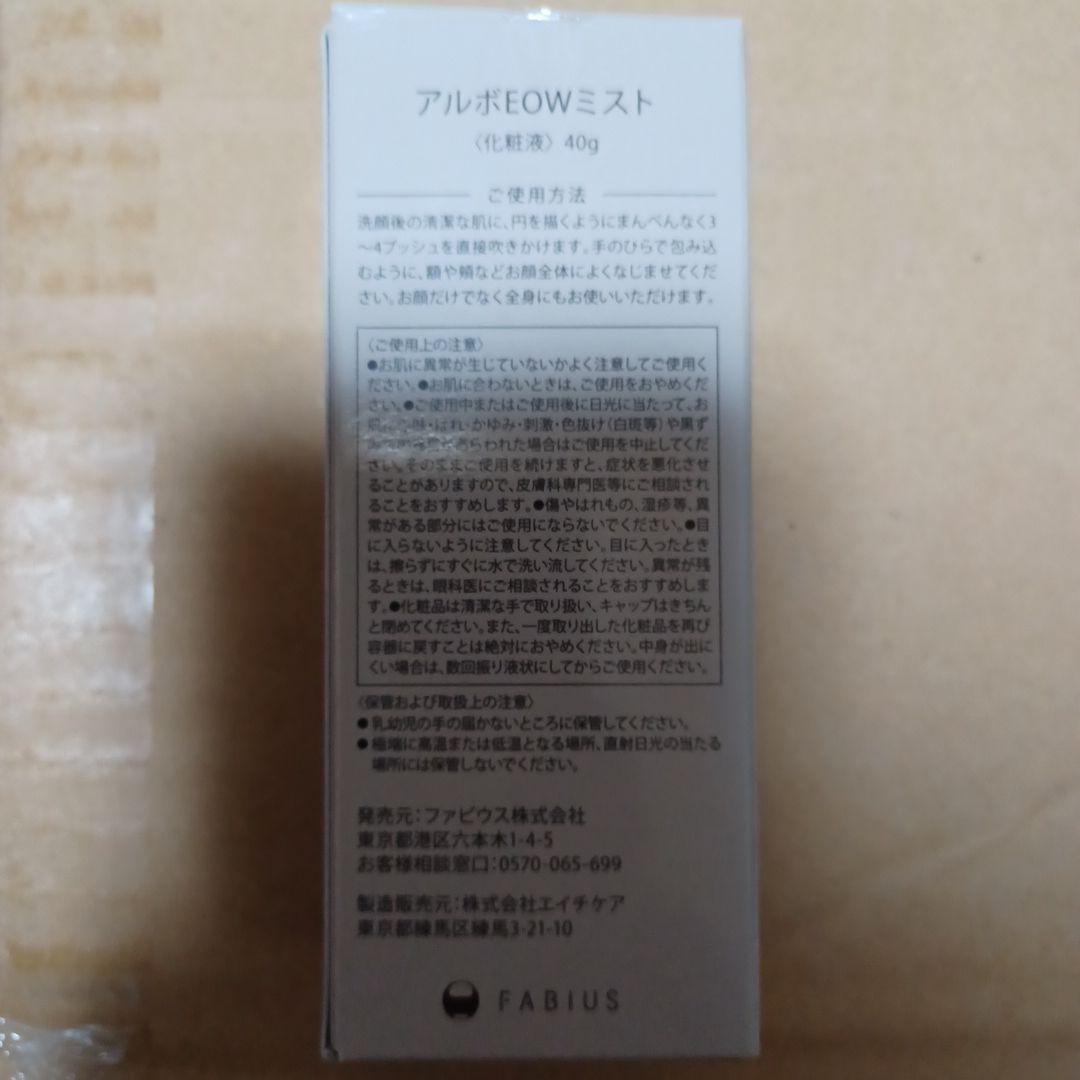 アルボEOWミスト
〈化粧液〉 40g
ご使用方法
洗顔後の清潔な肌に、円を描くようにまんべんなく3
〜4プッシュを直接吹きかけます。手のひらで包み込
むように、額や頰などお顔全体によくなじませてくだ
さい。お顔だけでなく全身にもお使いいただけます。
〈ご使用上の注意〉
●お肌に異常が生じていないかよく注意してご使用く
ださい。●お肌に合わないときは、ご使用をおやめくだ
さい。●ご使用中またはご使用後に日光に当たって、お
肌に赤味・はれ・かゆみ・刺激・色抜け(白斑等)や黒ず
あらわれた場合はご使用を中止してくだ
さい。そのままご使用を続けますと、症状を悪化させ
ることがありますので、皮膚科専門医等にご相談され
ることをおすすめします。●傷やはれもの、湿疹等、異
常がある部分にはご使用にならないでください。●目
に入らないように注意してください。目に入ったとき
は、擦らずにすぐに水で洗い流してください。異常が残
るときは、眼科医にご相談されることをおすすめしま
す。●化粧品は清潔な手で取り扱い、キャップはきちん
と閉めてください。また、一度取り出した化粧品を再び
容器に戻すことは絶対におやめください。中身が出に
くい場合は、数回振り液状にしてからご使用ください。
〈保管および取扱上の注意〉
●乳幼児の手の届かないところに保管してください。
●極端に高温または低温となる場所、直射日光の当たる
場所には保管しないでください。
発売元：ファビウス株式会社
東京都港区六本木1-4-5
お客様相談窓口：0570-065-699
製造販売元：株式会社エイチケア
東京都練馬区練馬3-21-10
FABIUS